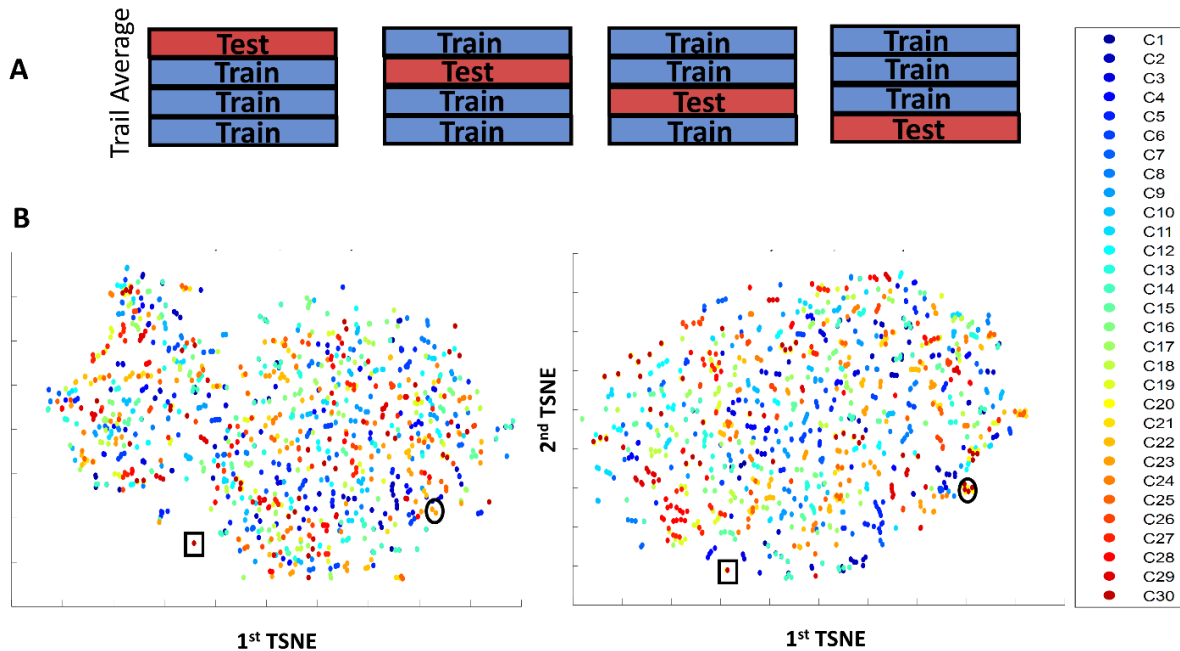 A
Trail Average
Test
Train
Train
Train
Train
Test
Train
Train
Train
Train
Test
Train
Train
Train
Train
Test
B
1st TSNE
2nd TSNE
1st TSNE
C1
C2
C3
C4
C5
C6
C7
C8
C9
C10
C11
C12
C13
C14
C15
C16
C17
C18
C19
C20
C21
C22
C23
C24
C25
C26
C27
C28
C29
C30